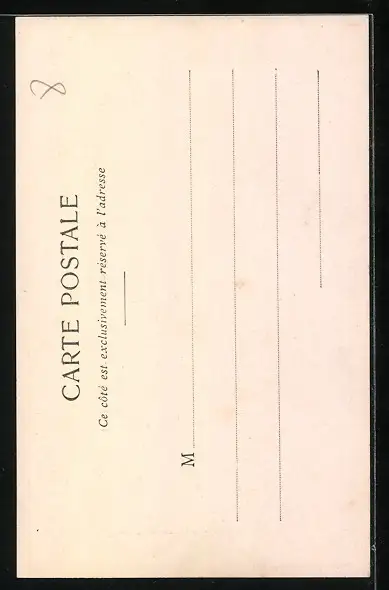 8
CARTE POSTALE
Ce côté est exclusivement réservé à l'adresse
M